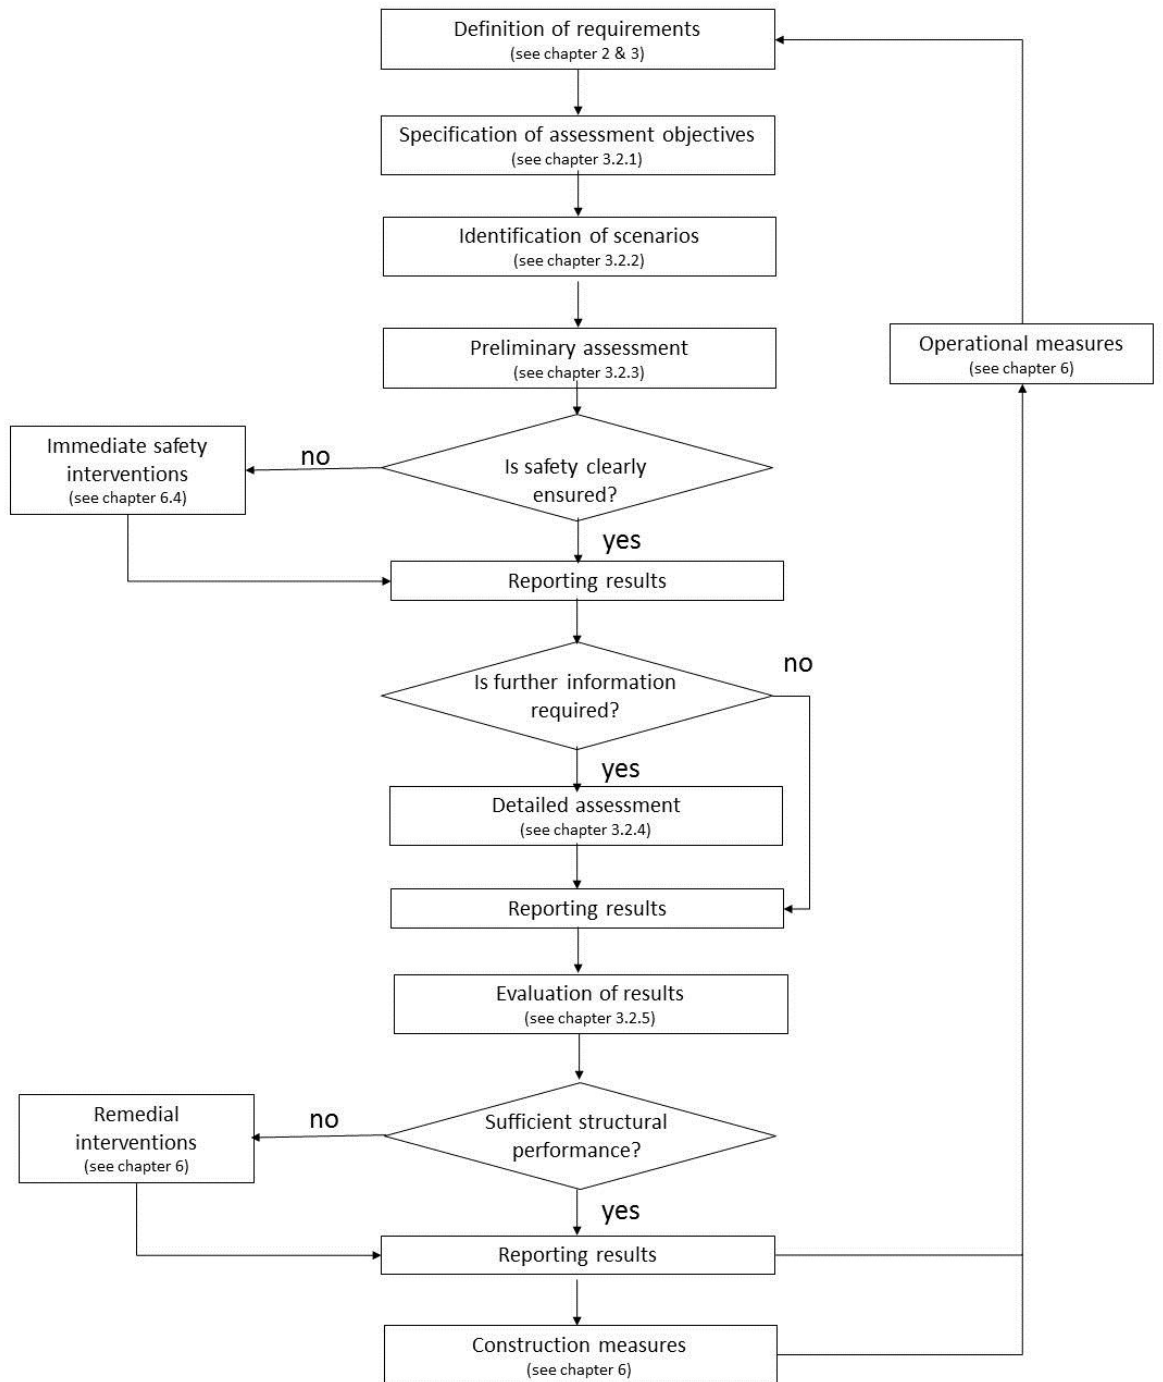 Definition of requirements
(see chapter 2 & 3)
Specification of assessment objectives
(see chapter 3.2.1)
Identification of scenarios
(see chapter 3.2.2)
Preliminary assessment
(see chapter 3.2.3)
Operational measures
(see chapter 6)
Immediate safety
interventions
(see chapter 6.4)
no
Is safety clearly
ensured?
yes
Reporting results
Is further information
required?
no
yes
Detailed assessment
(see chapter 3.2.4)
Reporting results
Evaluation of results
(see chapter 3.2.5)
Remedial
interventions
(see chapter 6)
no
Sufficient structural
performance?
yes
Reporting results
Construction measures
(see chapter 6)